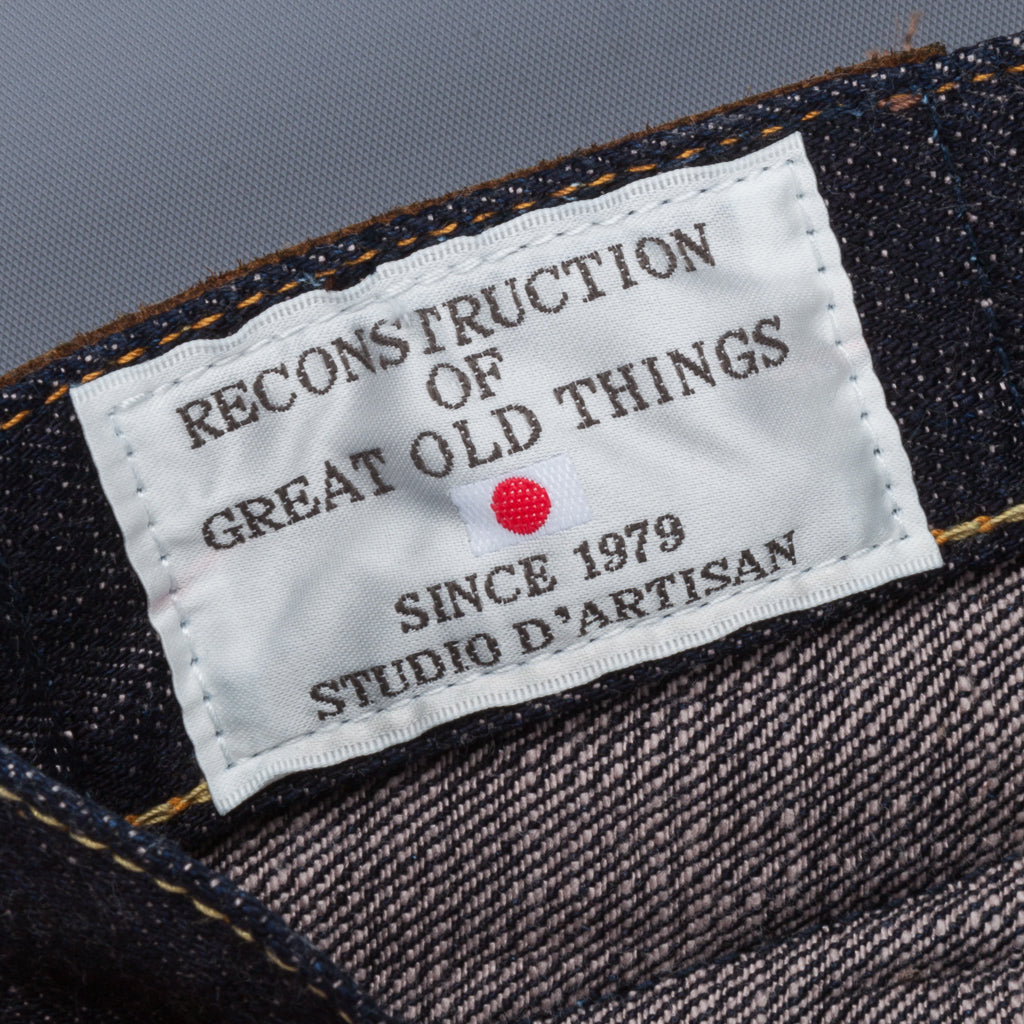 RECONSTRUCTION
OF
GREAT OLD THINGS
SINCE 1979
STUDIO D'ARTISAN